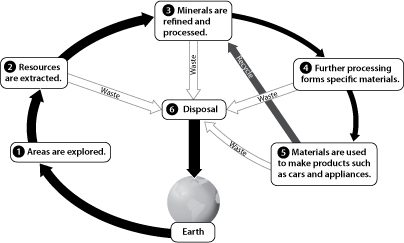 3 Minerals are
refined and
processed.
2 Resources
are extracted.
Recycle
4 Further processing
forms specific materials.
Waste
Waste
Waste
6 Disposal
1 Areas are explored.
Waste
5 Materials are used
to make products such
as cars and appliances.
Earth